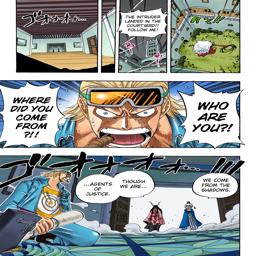 THE INTRUDER
LANDED IN THE
COURTYARD!!
FOLLOW ME!
WHERE
DID YOU
COME
FROM
?!!
WHO
ARE
YOU?!
...AGENTS
OF
JUSTICE.
THOUGH
WE ARE...
WE COME
FROM THE
SHADOWS.